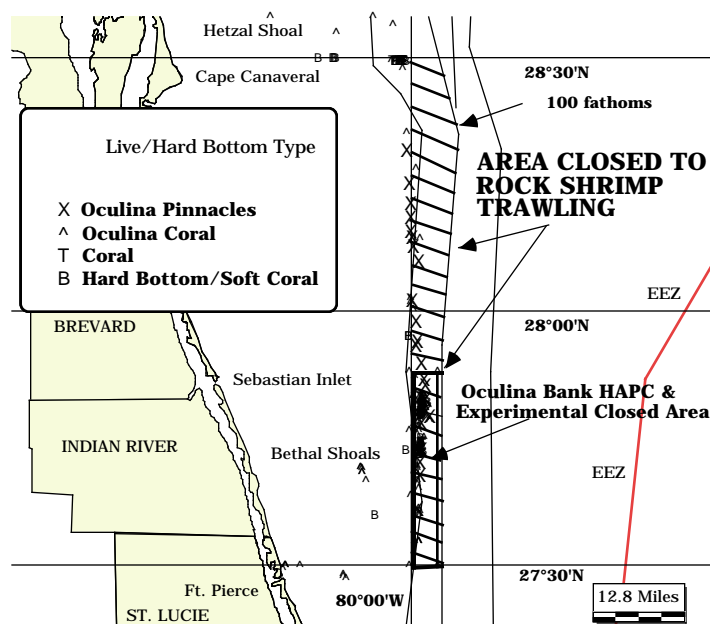 Hetzal Shoal
B B B
Cape Canaveral
28°30'N
100 fathoms
Live/Hard Bottom Type
X Oculina Pinnacles
^ Oculina Coral
T Coral
B Hard Bottom/Soft Coral
AREA CLOSED TO
ROCK SHRIMP
TRAWLING
EEZ
BREVARD
28°00'N
Sebastian Inlet
Oculina Bank HAPC &
Experimental Closed Area
INDIAN RIVER
Bethal Shoals
B
EEZ
B
27°30'N
Ft. Pierce
80°00'W
12.8 Miles
ST. LUCIE